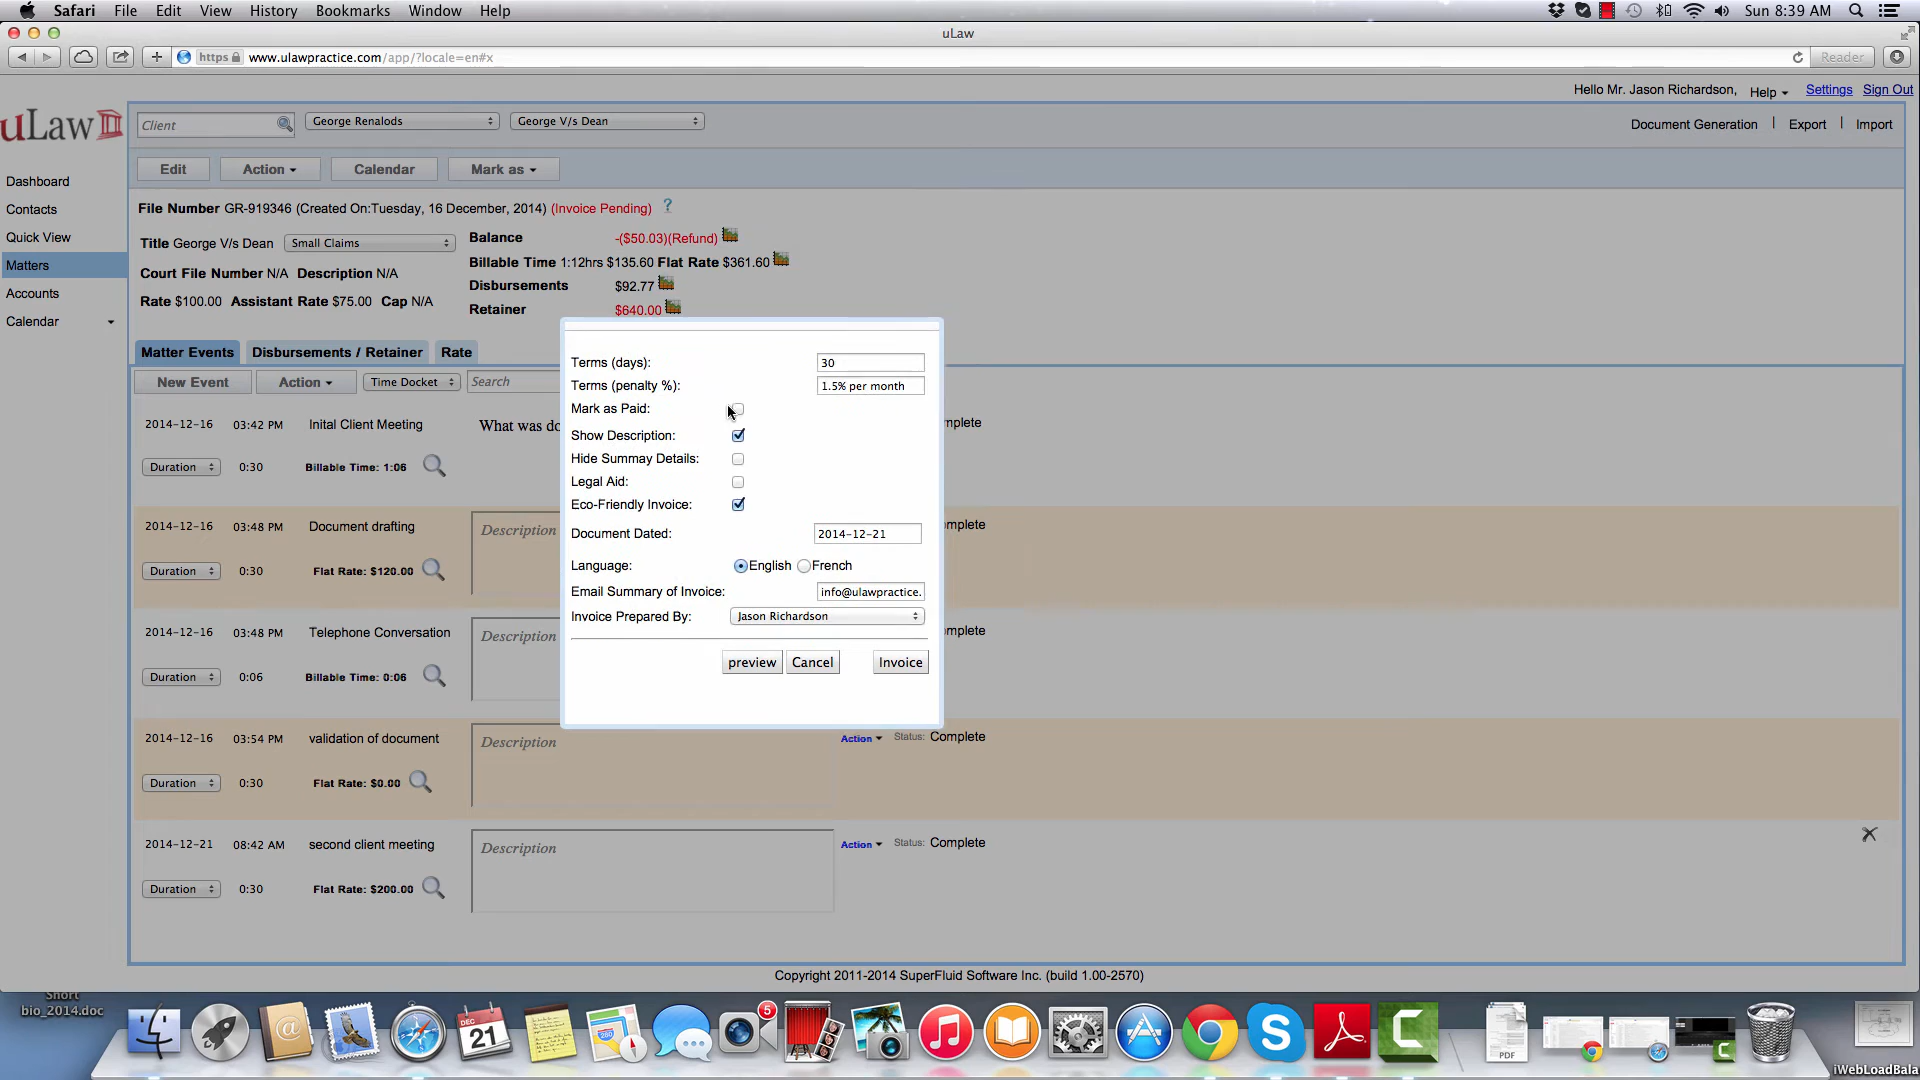 Safari File Edit View History Bookmarks Window Help Sun 8:39 AM
uLaw
https www.ulawpractice.com/app/?locale=en#x Reader
Hello Mr. Jason Richardson, Help Settings Sign Out
uLaw
Client George Renalods George V/s Dean Document Generation | Export | Import
Edit Action Calendar Mark as
Dashboard
Contacts
Quick View
Matters
Accounts
Calendar
File Number GR-919346 (Created On:Tuesday, 16 December, 2014) (Invoice Pending) ?
Title George V/s Dean Small Claims
Court File Number N/A Description N/A
Rate $100.00 Assistant Rate $75.00 Cap N/A
Balance -($50.03)(Refund)
Billable Time 1:12hrs $135.60 Flat Rate $361.60
Disbursements $92.77
Retainer $640.00
Matter Events Disbursements / Retainer Rate
New Event Action Time Docket Search
2014-12-16 03:42 PM Inital Client Meeting What was do mplete
Duration 0:30 Billable Time: 1:06
2014-12-16 03:48 PM Document drafting Description omplete
Duration 0:30 Flat Rate: $120.00
2014-12-16 03:48 PM Telephone Conversation Description omplete
Duration 0:06 Billable Time: 0:06
2014-12-16 03:54 PM validation of document Description Action Status: Complete
Duration 0:30 Flat Rate: $0.00
2014-12-21 08:42 AM second client meeting Description Action Status: Complete
Duration 0:30 Flat Rate: $200.00
Terms (days): 30
Terms (penalty %): 1.5% per month
Mark as Paid:
Show Description:
Hide Summay Details:
Legal Aid:
Eco-Friendly Invoice:
Document Dated: 2014-12-21
Language: English French
Email Summary of Invoice: info@ulawpractice.
Invoice Prepared By: Jason Richardson
preview Cancel Invoice
Copyright 2011-2014 SuperFluid Software Inc. (build 1.00-2570)
Short
bio_2014.doc
DEC
21
280
5
PDF
iWebLoadBala